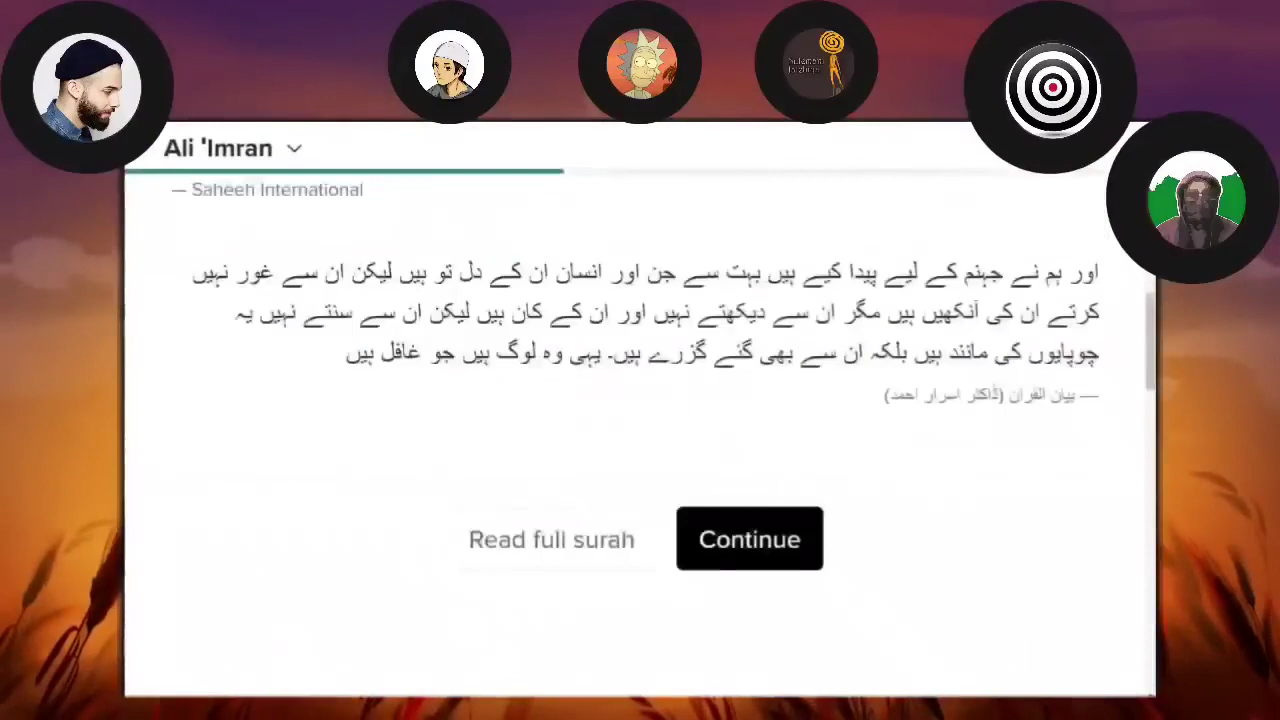 Ali 'Imran
— Saheeh International
اور ہم نے جہنم کے لیے پیدا کیے ہیں بہت سے جن اور انسان ان کے دل تو ہیں لیکن ان سے غور نہیں
کرتے ان کی آنکھیں ہیں مگر ان سے دیکھتے نہیں اور ان کے کان ہیں لیکن ان سے سنتے نہیں یہ
چوپایوں کی مانند ہیں بلکہ ان سے بھی گئے گزرے ہیں۔ یہی وہ لوگ ہیں جو غافل ہیں
— بیان القرآن (ڈاکٹر اسرار احمد)
Read full surah
Continue